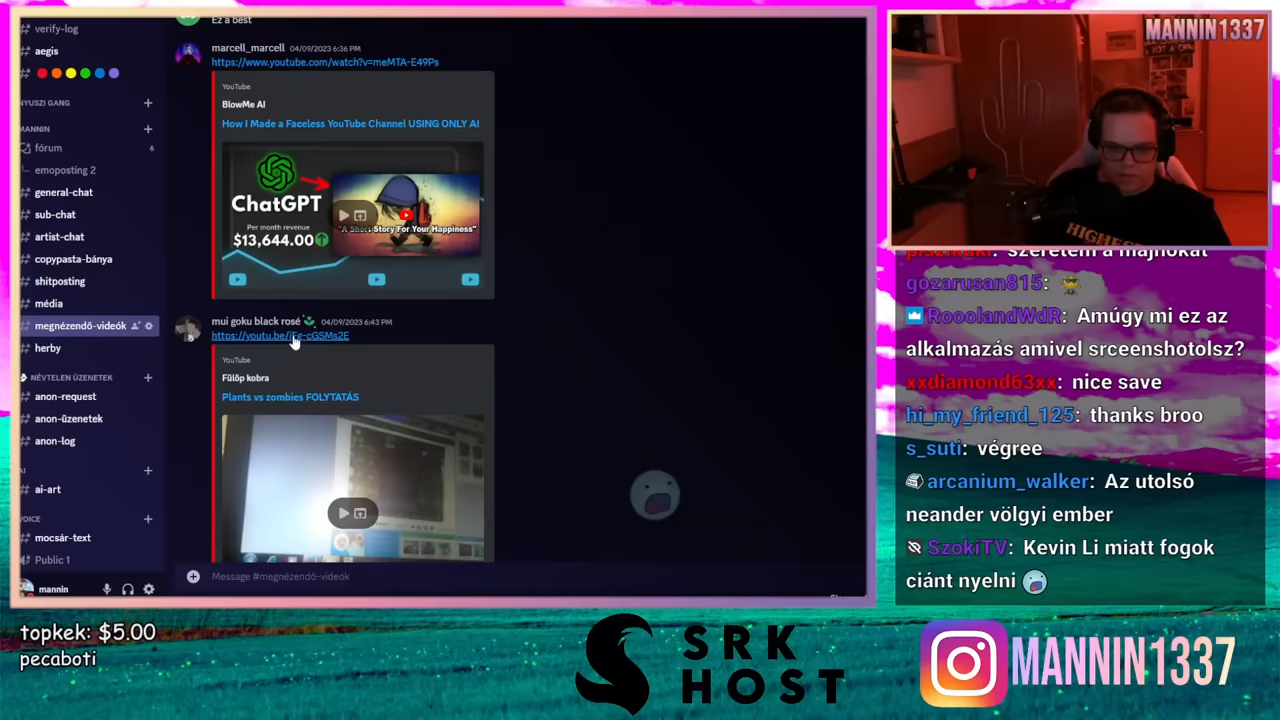 verify-log
aegis
NYUSZI GANG
MANNIN
fórum 6
emoposting 2
general-chat
sub-chat
artist-chat
copypasta-bánya
shitposting
média
megnézendő-videók
herby
NÉVTELEN ÜZENETEK
anon-request
anon-üzenetek
anon-log
AI
ai-art
VOICE
mocsár-text
Public 1
mannin
Ez a best
marcell_marcell 04/09/2023 6:36 PM
https://www.youtube.com/watch?v=meMTA-E49Ps
YouTube
BlowMe AI
How I Made a Faceless YouTube Channel USING ONLY AI
ChatGPT
Per month revenue
$13,644.00
"A Short Story For Your Happiness"
mui goku black rosé 04/09/2023 6:43 PM
YouTube
Fülöp kobra
Plants vs zombies FOLYTATÁS
Message #megnézendő-videók
MANNIN1337
HIGHES
szeretem a majnokat
gozarusan815:
RooolandWdR: Amúgy mi ez az
alkalmazás amivel srceenshotolsz?
xxdiamond63xx: nice save
hi_my_friend_125: thanks broo
s_suti: végree
arcanium_walker: Az utolsó
neander völgyi ember
SzokiTV: Kevin Li miatt fogok
ciánt nyelni
topkek: $5.00
pecaboti
SRK
HOST
MANNIN1337